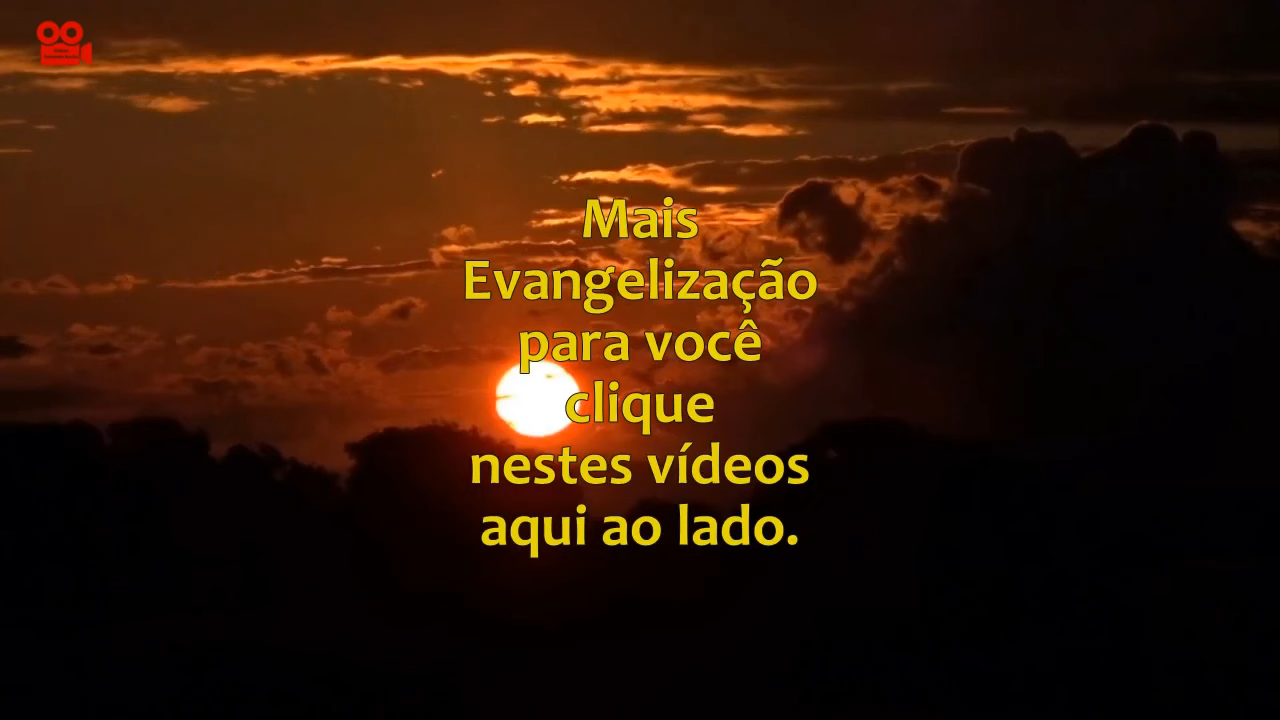 Mais
Evangelização
para você
clique
nestes vídeos
aqui ao lado.